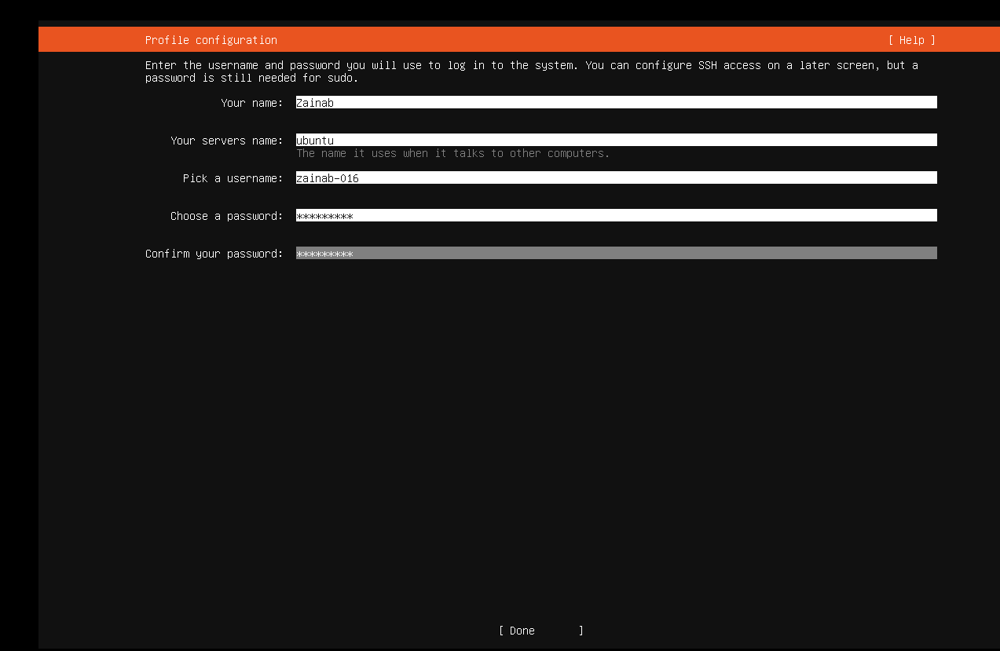 Profile configuration [ Help ]
Enter the username and password you will use to log in to the system. You can configure SSH access on a later screen, but a
password is still needed for sudo.
Your name: Zainab
Your servers name: ubuntu
The name it uses when it talks to other computers.
Pick a username: zainab-016
Choose a password: *********
Confirm your password: *********
[ Done ]